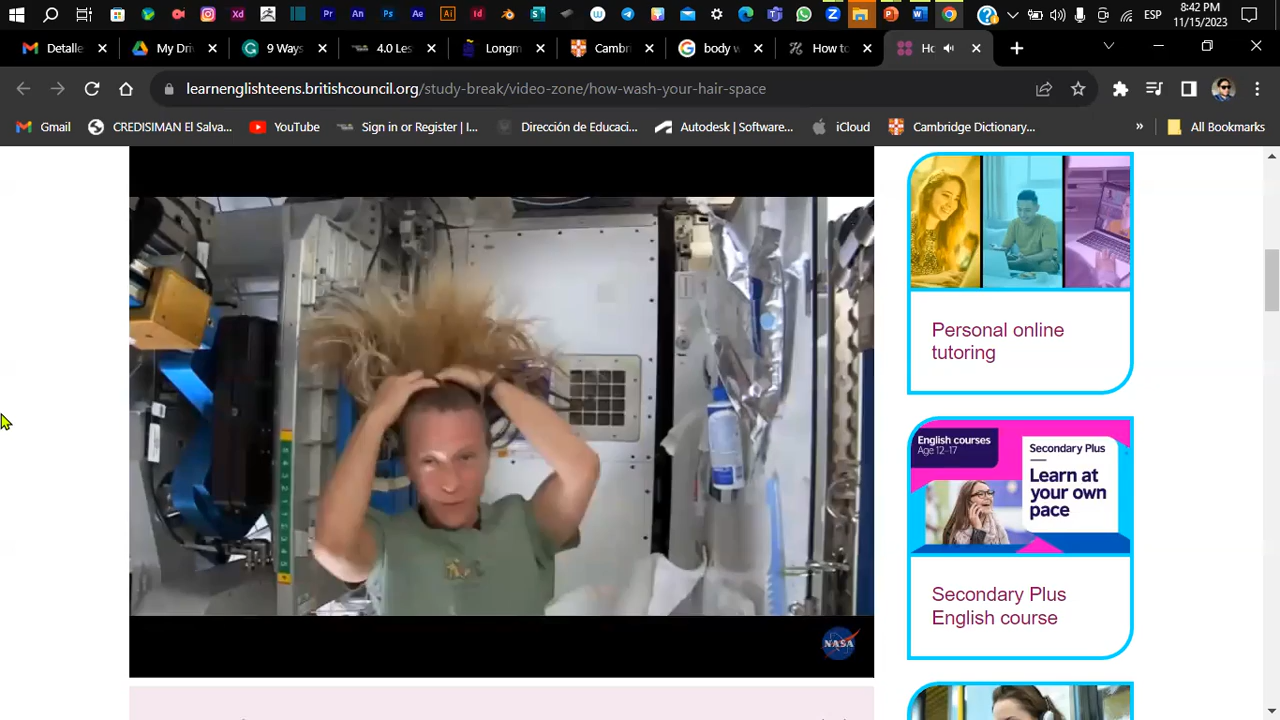 8:42 PM
ESP
11/15/2023
Detalle
My Dri
9 Ways
4.0 Les
Longm
Cambri
body w
How to
Ho
learnenglishteens.britishcouncil.org/study-break/video-zone/how-wash-your-hair-space
Gmail
CREDISIMAN El Salva...
YouTube
Sign in or Register | I...
Dirección de Educaci...
Autodesk | Software...
iCloud
Cambridge Dictionary...
»
All Bookmarks
Personal online
tutoring
English courses
Age 12-17
Secondary Plus
Learn at
your own
pace
Secondary Plus
English course
NASA